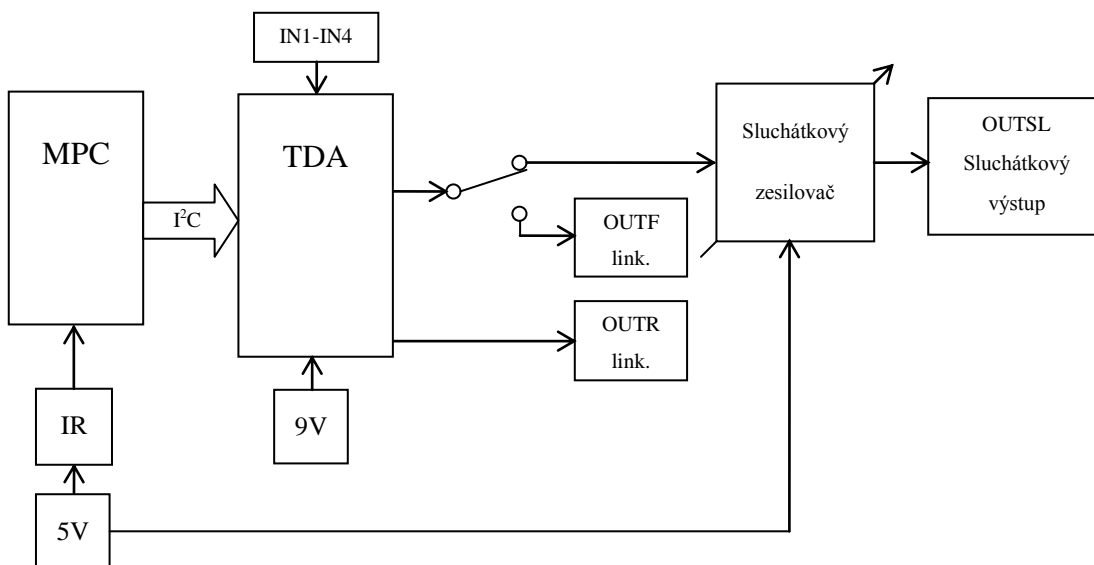 IN1-IN4
MPC
I²C
TDA
Sluchátkový
zesilovač
OUTSL
Sluchátkový
výstup
OUTF
link.
OUTR
link.
IR
9V
5V